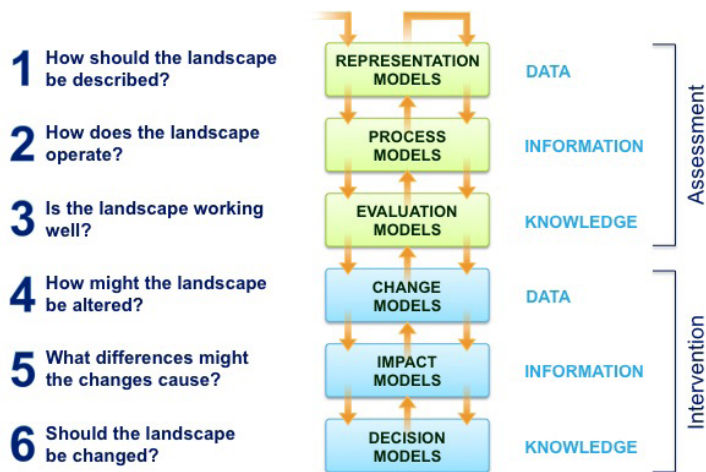 1 How should the landscape
be described?
REPRESENTATION
MODELS
DATA
2 How does the landscape
operate?
PROCESS
MODELS
INFORMATION
3 Is the landscape working
well?
EVALUATION
MODELS
KNOWLEDGE
Assessment
4 How might the landscape
be altered?
CHANGE
MODELS
DATA
5 What differences might
the changes cause?
IMPACT
MODELS
INFORMATION
6 Should the landscape
be changed?
DECISION
MODELS
KNOWLEDGE
Intervention